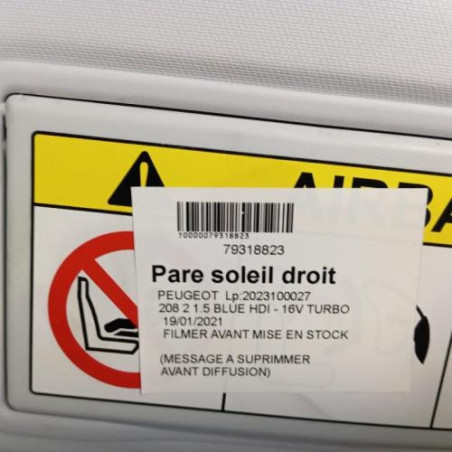 AIRBA
10000079318823
79318823
Pare soleil droit
PEUGEOT Lp:2023100027
208 2 1.5 BLUE HDI - 16V TURBO
19/01/2021
FILMER AVANT MISE EN STOCK
(MESSAGE A SUPRIMMER
AVANT DIFFUSION)